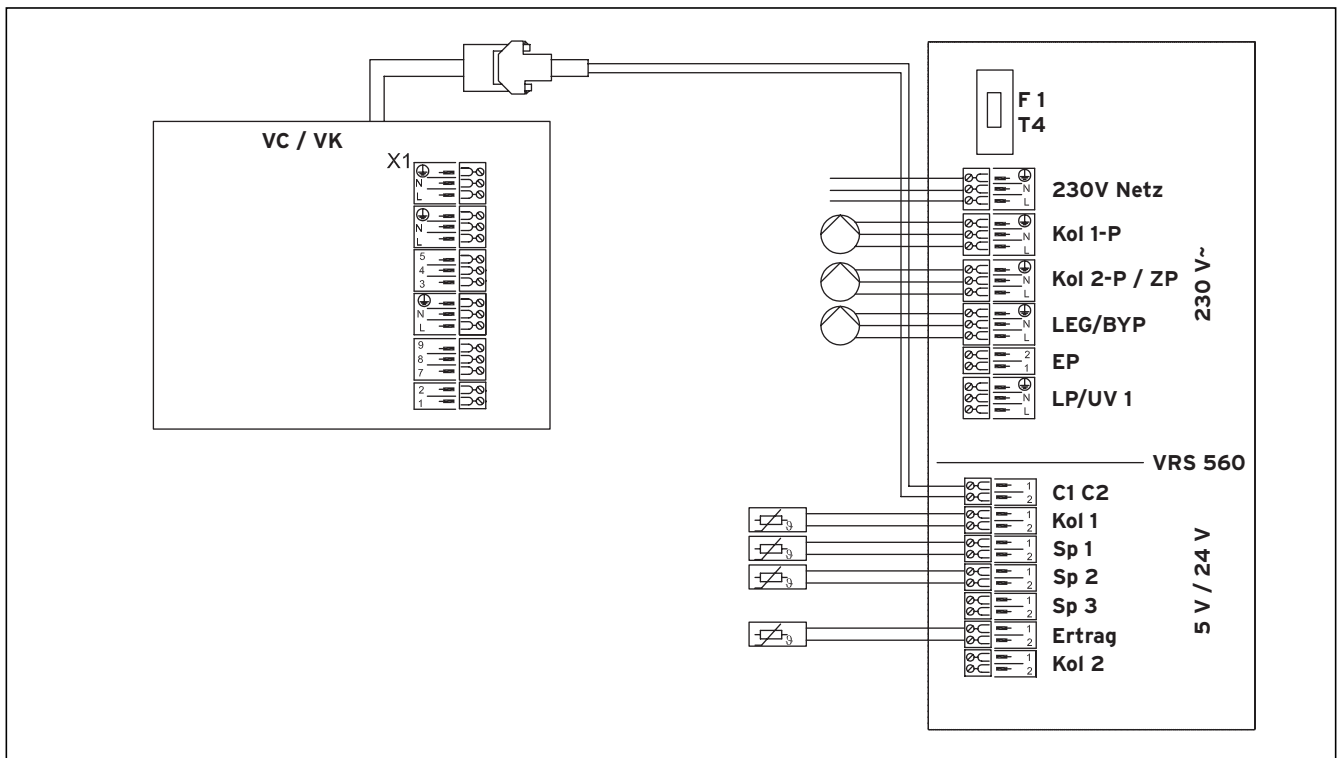 VC / VK
X1
N
L
N
L
5
4
3
N
L
9
8
7
2
1
F 1
T4
N
L
230V Netz
N
L
Kol 1-P
N
L
Kol 2-P / ZP
N
L
LEG/BYP
2
1
EP
N
L
LP/UV 1
230 V~
VRS 560
1
2
C1 C2
ϑ
1
2
Kol 1
ϑ
1
2
Sp 1
ϑ
1
2
Sp 2
1
2
Sp 3
ϑ
1
2
Ertrag
1
2
Kol 2
5 V / 24 V